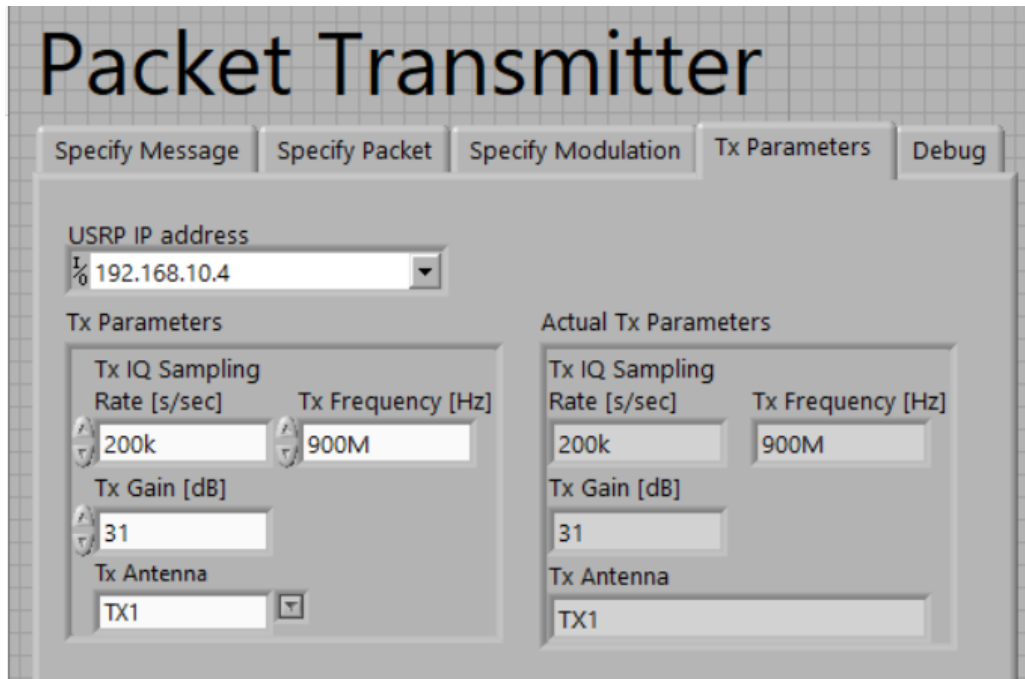 Packet Transmitter
Specify Message Specify Packet Specify Modulation Tx Parameters Debug
USRP IP address
I/O 192.168.10.4
Tx Parameters
Tx IQ Sampling
Rate [s/sec] Tx Frequency [Hz]
200k 900M
Tx Gain [dB]
31
Tx Antenna
TX1
Actual Tx Parameters
Tx IQ Sampling
Rate [s/sec] Tx Frequency [Hz]
200k 900M
Tx Gain [dB]
31
Tx Antenna
TX1